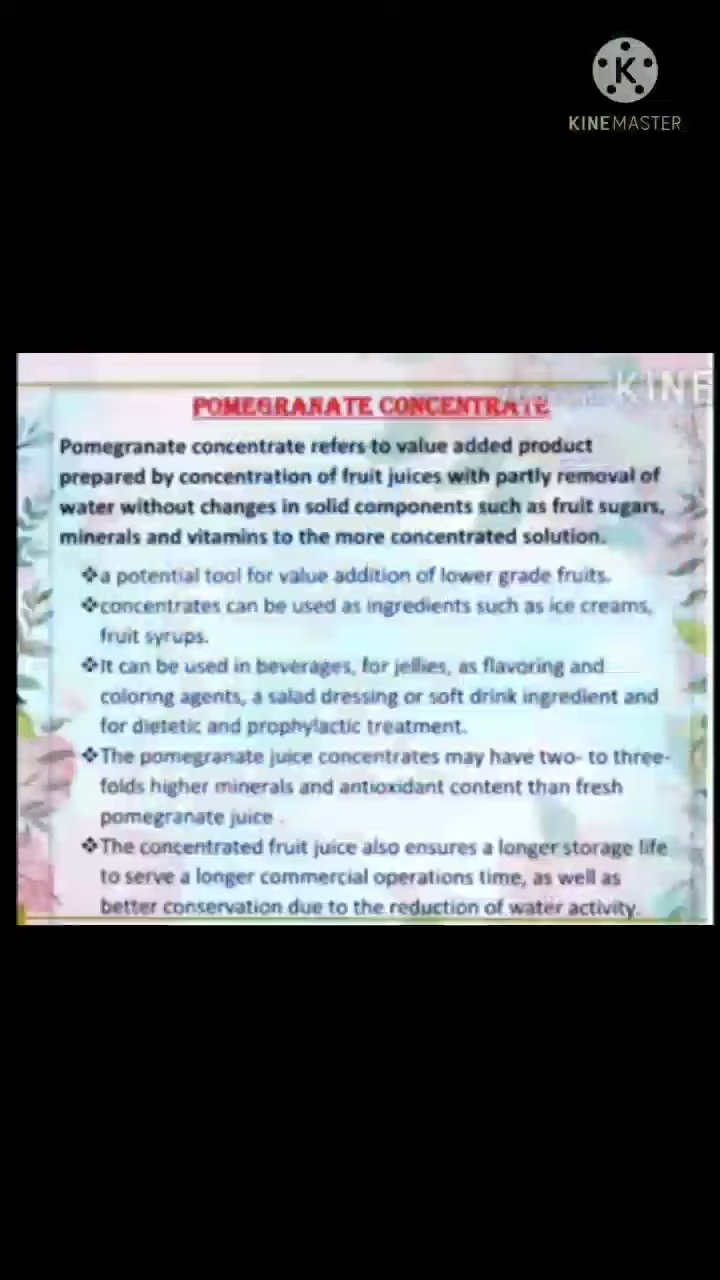 K
KINEMASTER
KINE
POMEGRANATE CONCENTRATE
Pomegranate concentrate refers to value added product
prepared by concentration of fruit juices with partly removal of
water without changes in solid components such as fruit sugars,
minerals and vitamins to the more concentrated solution.
❖a potential tool for value addition of lower grade fruits.
❖concentrates can be used as ingredients such as ice creams,
fruit syrups.
❖It can be used in beverages, for jellies, as flavoring and
coloring agents, a salad dressing or soft drink ingredient and
for dietetic and prophylactic treatment.
❖The pomegranate juice concentrates may have two- to three-
folds higher minerals and antioxidant content than fresh
pomegranate juice .
❖The concentrated fruit juice also ensures a longer storage life
to serve a longer commercial operations time, as well as
better conservation due to the reduction of water activity.